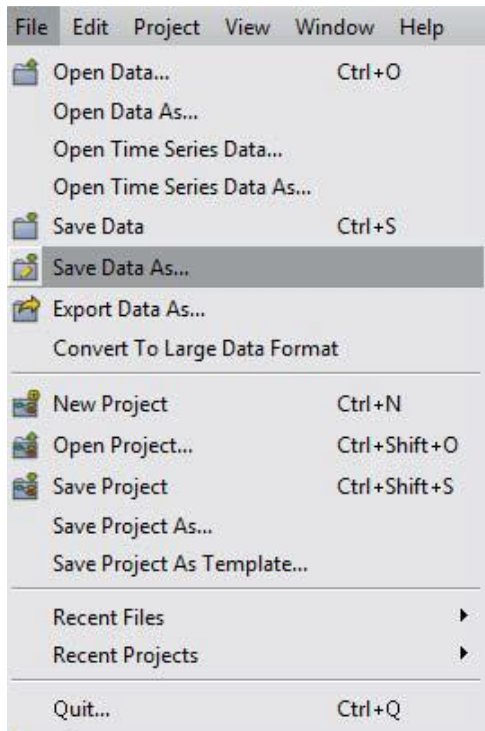 File Edit Project View Window Help
Open Data... Ctrl+O
Open Data As...
Open Time Series Data...
Open Time Series Data As...
Save Data Ctrl+S
Save Data As...
Export Data As...
Convert To Large Data Format
New Project Ctrl+N
Open Project... Ctrl+Shift+O
Save Project Ctrl+Shift+S
Save Project As...
Save Project As Template...
Recent Files
Recent Projects
Quit... Ctrl+Q